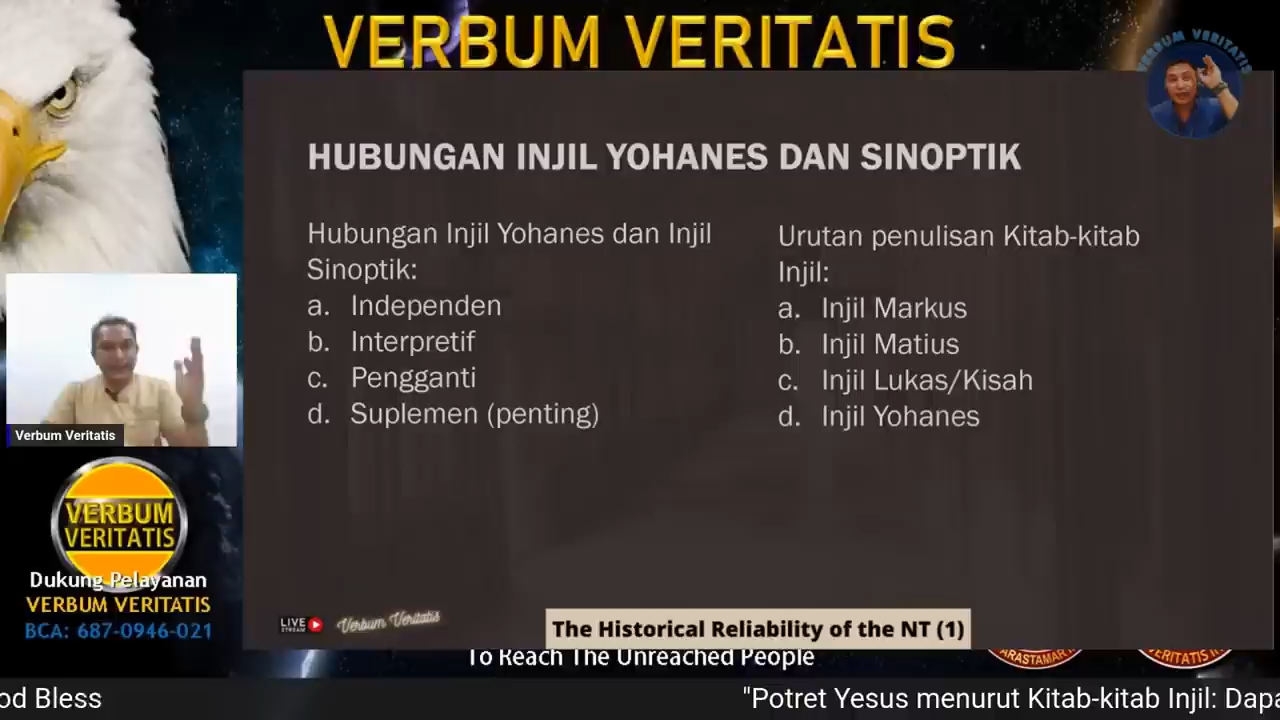 VERBUM VERITATIS
VERBUM VERITATIS
HUBUNGAN INJIL YOHANES DAN SINOPTIK
Hubungan Injil Yohanes dan Injil
Sinoptik:
a. Independen
b. Interpretif
c. Pengganti
d. Suplemen (penting)
Urutan penulisan Kitab-kitab
Injil:
a. Injil Markus
b. Injil Matius
c. Injil Lukas/Kisah
d. Injil Yohanes
Verbum Veritatis
VERBUM
VERITATIS
Dukung Pelayanan
VERBUM VERITATIS
BCA: 687-0946-021
LIVE
STREAM
Verbum Veritatis
The Historical Reliability of the NT (1)
To Reach The Unreached People
od Bless
"Potret Yesus menurut Kitab-kitab Injil: Dapa